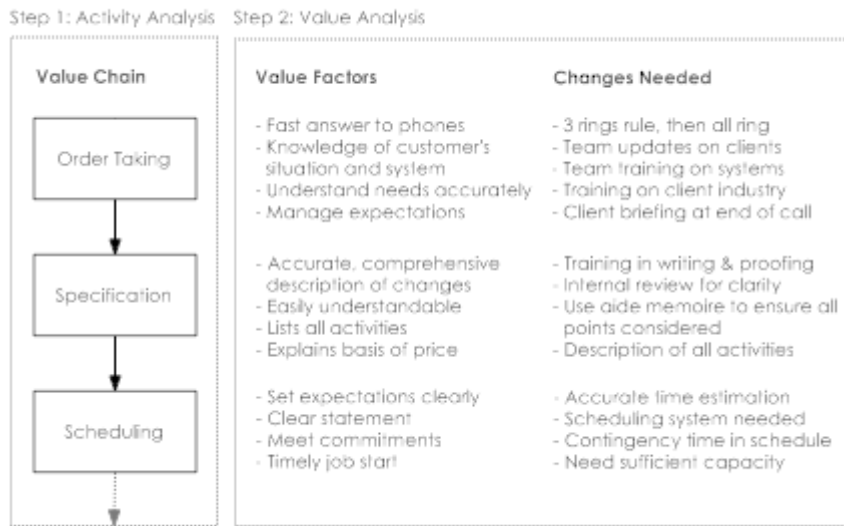 Step 1: Activity Analysis
Step 2: Value Analysis
Value Chain
Value Factors
Changes Needed
Order Taking
- Fast answer to phones
- Knowledge of customer's
situation and system
- Understand needs accurately
- Manage expectations
- 3 rings rule, then all ring
- Team updates on clients
- Team training on systems
- Training on client industry
- Client briefing at end of call
Specification
- Accurate, comprehensive
description of changes
- Easily understandable
- Lists all activities
- Explains basis of price
- Training in writing & proofing
- Internal review for clarity
- Use aide memoire to ensure all
points considered
- Description of all activities
Scheduling
- Set expectations clearly
- Clear statement
- Meet commitments
- Timely job start
- Accurate time estimation
- Scheduling system needed
- Contingency time in schedule
- Need sufficient capacity